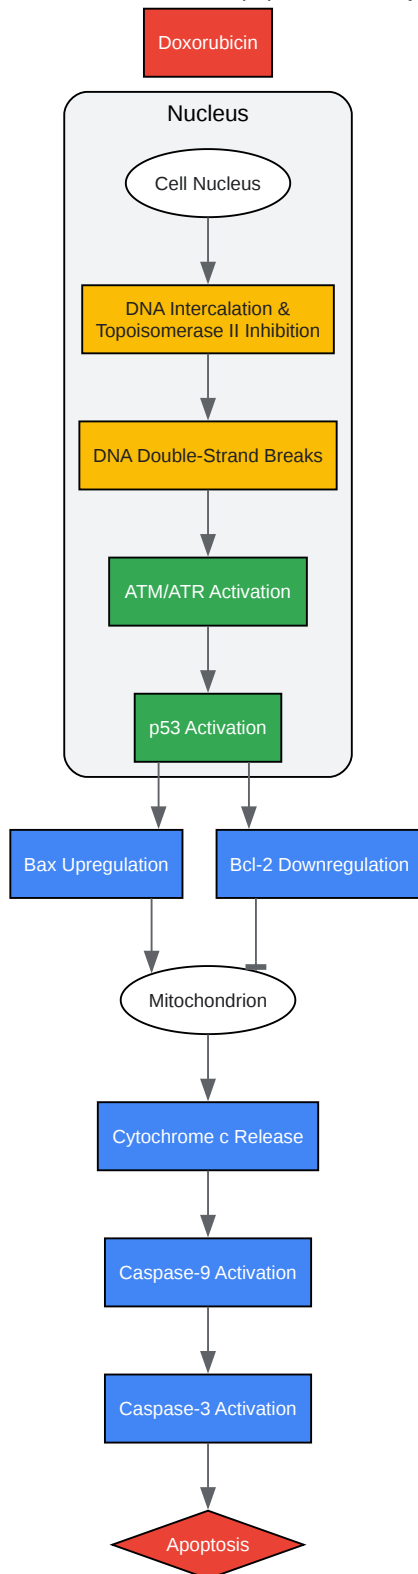 Doxorubicin
Nucleus
Cell Nucleus
DNA Intercalation &
Topoisomerase II Inhibition
DNA Double-Strand Breaks
ATM/ATR Activation
p53 Activation
Bax Upregulation
Bcl-2 Downregulation
Mitochondrion
Cytochrome c Release
Caspase-9 Activation
Caspase-3 Activation
Apoptosis